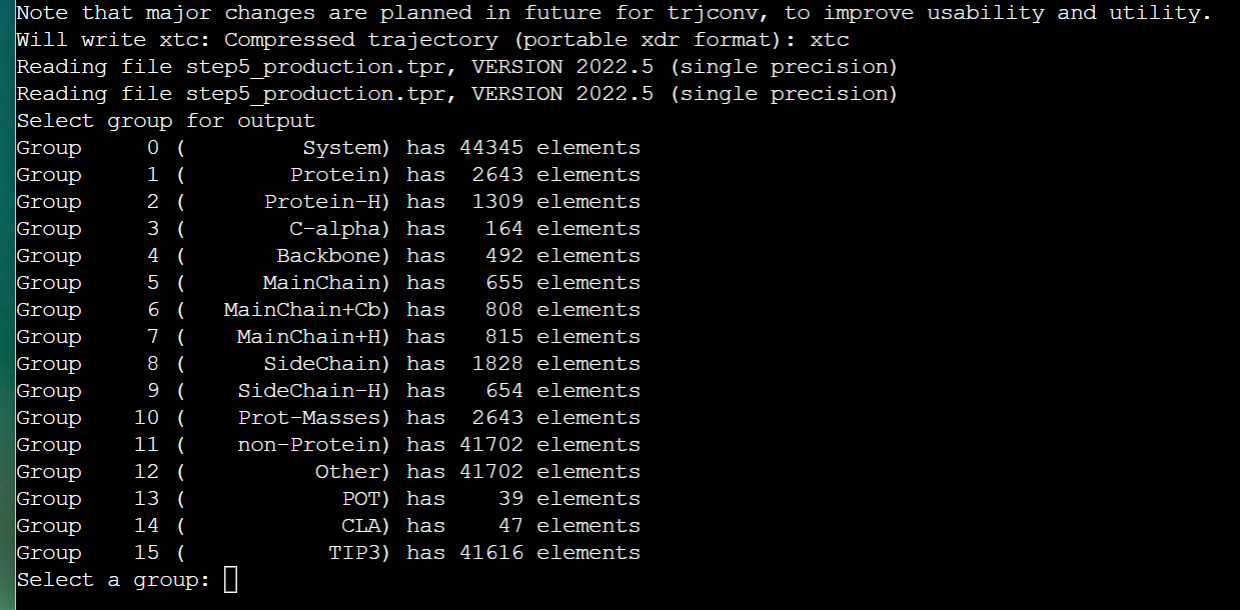 Note that major changes are planned in future for trjconv, to improve usability and utility.
Will write xtc: Compressed trajectory (portable xdr format): xtc
Reading file step5_production.tpr, VERSION 2022.5 (single precision)
Reading file step5_production.tpr, VERSION 2022.5 (single precision)
Select group for output
Group     0 (         System) has 44345 elements
Group     1 (        Protein) has  2643 elements
Group     2 (      Protein-H) has  1309 elements
Group     3 (        C-alpha) has   164 elements
Group     4 (       Backbone) has   492 elements
Group     5 (      MainChain) has   655 elements
Group     6 (   MainChain+Cb) has   808 elements
Group     7 (    MainChain+H) has   815 elements
Group     8 (      SideChain) has  1828 elements
Group     9 (    SideChain-H) has   654 elements
Group    10 (    Prot-Masses) has  2643 elements
Group    11 (    non-Protein) has 41702 elements
Group    12 (          Other) has 41702 elements
Group    13 (            POT) has    39 elements
Group    14 (            CLA) has    47 elements
Group    15 (           TIP3) has 41616 elements
Select a group: